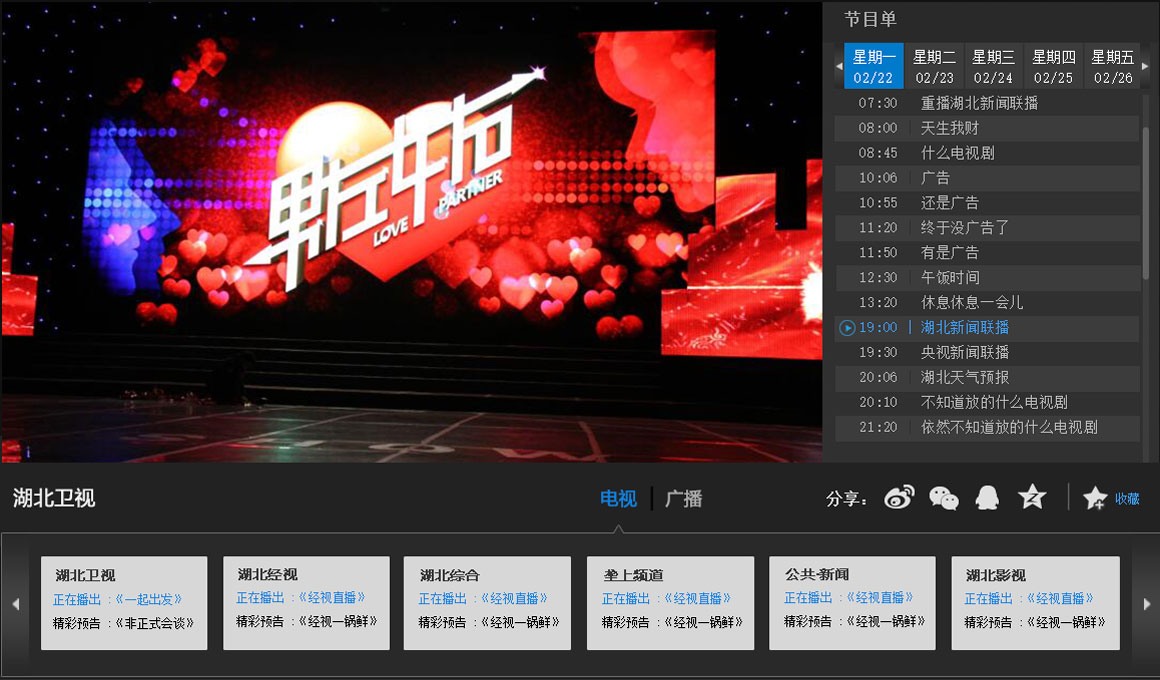 男左女右
LOVE PARTNER
节目单
星期一 星期二 星期三 星期四 星期五
02/22 02/23 02/24 02/25 02/26
07:30 重播湖北新闻联播
08:00 天生我财
08:45 什么电视剧
10:06 广告
10:55 还是广告
11:20 终于没广告了
11:50 有是广告
12:30 午饭时间
13:20 休息休息一会儿
19:00 湖北新闻联播
19:30 央视新闻联播
20:06 湖北天气预报
20:10 不知道放的什么电视剧
21:20 依然不知道放的什么电视剧
湖北卫视
电视 广播
分享： 收藏
湖北卫视
正在播出 ：《一起出发》
精彩预告 ：《非正式会谈》
湖北经视
正在播出 ：《经视直播》
精彩预告 ：《经视一锅鲜》
湖北综合
正在播出 ：《经视直播》
精彩预告 ：《经视一锅鲜》
垄上频道
正在播出 ：《经视直播》
精彩预告 ：《经视一锅鲜》
公共·新闻
正在播出 ：《经视直播》
精彩预告 ：《经视一锅鲜》
湖北影视
正在播出 ：《经视直播》
精彩预告 ：《经视一锅鲜》